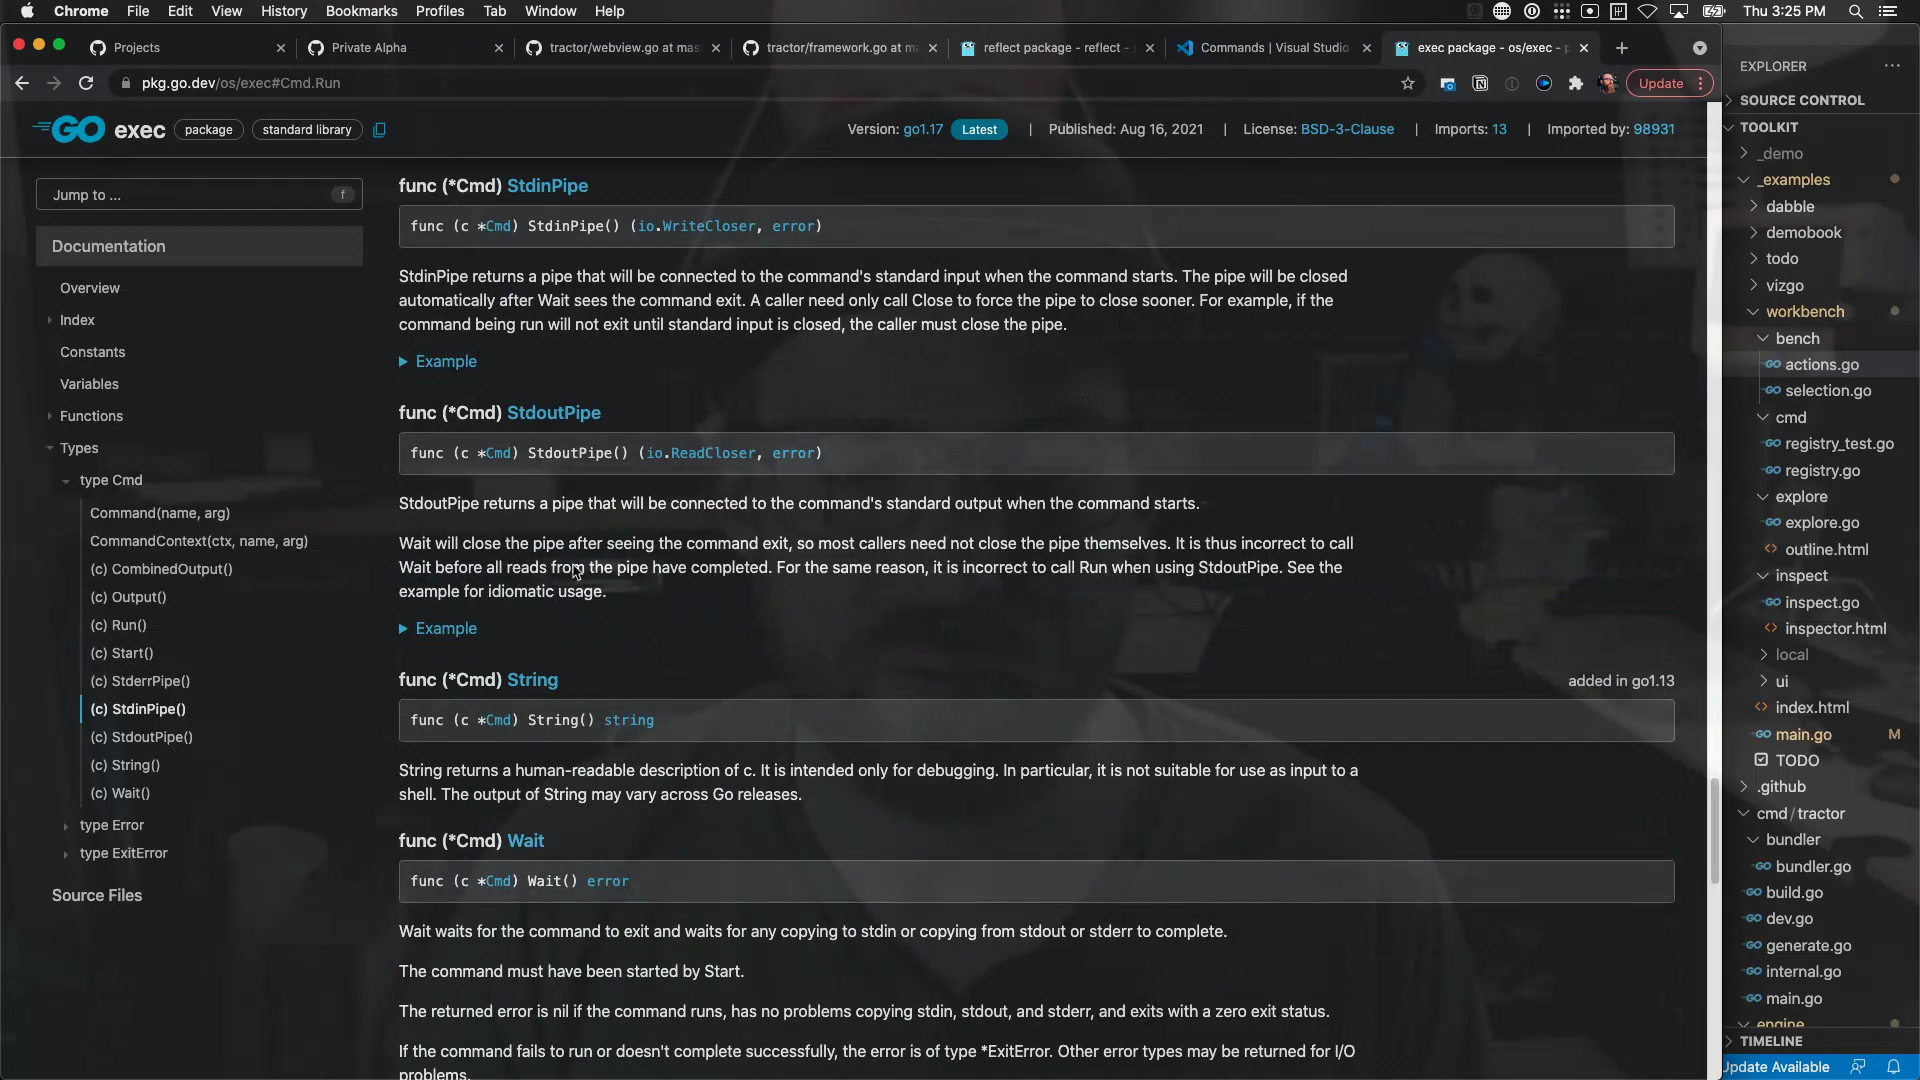 Chrome File Edit View History Bookmarks Profiles Tab Window Help Thu 3:25 PM
Projects Private Alpha tractor/webview.go at mas tractor/framework.go at ma reflect package - reflect - Commands | Visual Studio exec package - os/exec - p
pkg.go.dev/os/exec#Cmd.Run Update
GO exec package standard library
Version: go1.17 Latest | Published: Aug 16, 2021 | License: BSD-3-Clause | Imports: 13 | Imported by: 98931
Jump to ... f
Documentation
Overview
Index
Constants
Variables
Functions
Types
type Cmd
Command(name, arg)
CommandContext(ctx, name, arg)
(c) CombinedOutput()
(c) Output()
(c) Run()
(c) Start()
(c) StderrPipe()
(c) StdinPipe()
(c) StdoutPipe()
(c) String()
(c) Wait()
type Error
type ExitError
Source Files
func (*Cmd) StdinPipe
func (c *Cmd) StdinPipe() (io.WriteCloser, error)
StdinPipe returns a pipe that will be connected to the command's standard input when the command starts. The pipe will be closed
automatically after Wait sees the command exit. A caller need only call Close to force the pipe to close sooner. For example, if the
command being run will not exit until standard input is closed, the caller must close the pipe.
Example
func (*Cmd) StdoutPipe
func (c *Cmd) StdoutPipe() (io.ReadCloser, error)
StdoutPipe returns a pipe that will be connected to the command's standard output when the command starts.
Wait will close the pipe after seeing the command exit, so most callers need not close the pipe themselves. It is thus incorrect to call
Wait before all reads from the pipe have completed. For the same reason, it is incorrect to call Run when using StdoutPipe. See the
example for idiomatic usage.
Example
func (*Cmd) String added in go1.13
func (c *Cmd) String() string
String returns a human-readable description of c. It is intended only for debugging. In particular, it is not suitable for use as input to a
shell. The output of String may vary across Go releases.
func (*Cmd) Wait
func (c *Cmd) Wait() error
Wait waits for the command to exit and waits for any copying to stdin or copying from stdout or stderr to complete.
The command must have been started by Start.
The returned error is nil if the command runs, has no problems copying stdin, stdout, and stderr, and exits with a zero exit status.
If the command fails to run or doesn't complete successfully, the error is of type *ExitError. Other error types may be returned for I/O
problems.
EXPLORER
SOURCE CONTROL
TOOLKIT
_demo
_examples
dabble
demobook
todo
vizgo
workbench
bench
actions.go
selection.go
cmd
registry_test.go
registry.go
explore
explore.go
outline.html
inspect
inspect.go
inspector.html
local
ui
index.html
main.go M
TODO
.github
cmd / tractor
bundler
bundler.go
build.go
dev.go
generate.go
internal.go
main.go
engine
TIMELINE
Update Available